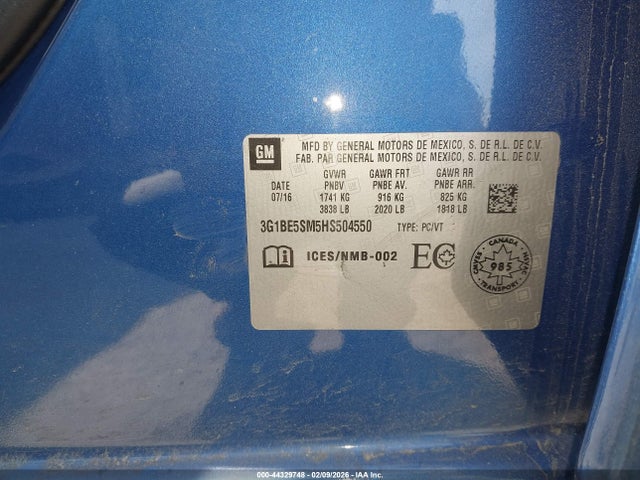 GM
MFD BY GENERAL MOTORS DE MEXICO, S. DE R.L. DE C.V.
FAB. PAR GENERAL MOTORS DE MEXICO, S. DE R.L. DE C.V.
GVWR GAWR FRT GAWR RR
PNBV PNBE AV. PNBE ARR.
07/16 1741 KG 916 KG 825 KG
3838 LB 2020 LB 1818 LB
3G1BE5SM5HS504550 TYPE: PC/VT
ICES/NMB-002 EC
CANADA
CMVSS NSVAC
985
TRANSPORT
000-44329748 - 02/09/2026 - IAA Inc.